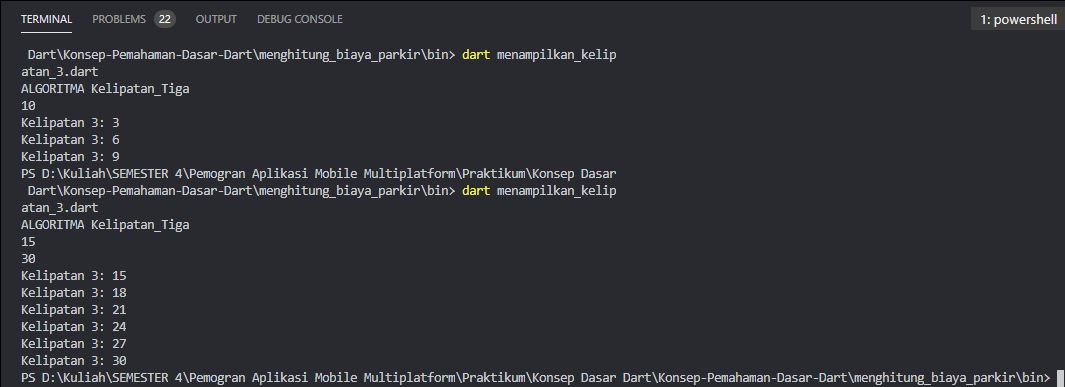 TERMINAL PROBLEMS 22 OUTPUT DEBUG CONSOLE 1: powershell
Dart\Konsep-Pemahaman-Dasar-Dart\menghitung_biaya_parkir\bin> dart menampilkan_kelip
atan_3.dart
ALGORITMA Kelipatan_Tiga
10
Kelipatan 3: 3
Kelipatan 3: 6
Kelipatan 3: 9
PS D:\Kuliah\SEMESTER 4\Pemogran Aplikasi Mobile Multiplatform\Praktikum\Konsep Dasar
Dart\Konsep-Pemahaman-Dasar-Dart\menghitung_biaya_parkir\bin> dart menampilkan_kelip
atan_3.dart
ALGORITMA Kelipatan_Tiga
15
30
Kelipatan 3: 15
Kelipatan 3: 18
Kelipatan 3: 21
Kelipatan 3: 24
Kelipatan 3: 27
Kelipatan 3: 30
PS D:\Kuliah\SEMESTER 4\Pemogran Aplikasi Mobile Multiplatform\Praktikum\Konsep Dasar Dart\Konsep-Pemahaman-Dasar-Dart\menghitung_biaya_parkir\bin>